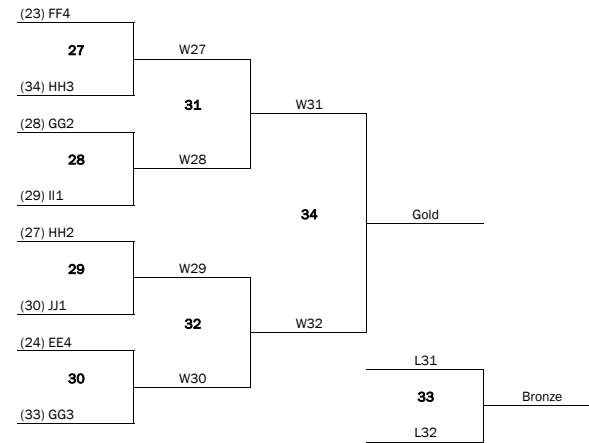 (23) FF4
27
W27
(34) HH3
31
W31
(28) GG2
28
W28
(29) II1
34
Gold
(27) HH2
29
W29
(30) JJ1
32
W32
(24) EE4
30
W30
(33) GG3
L31
33
Bronze
L32